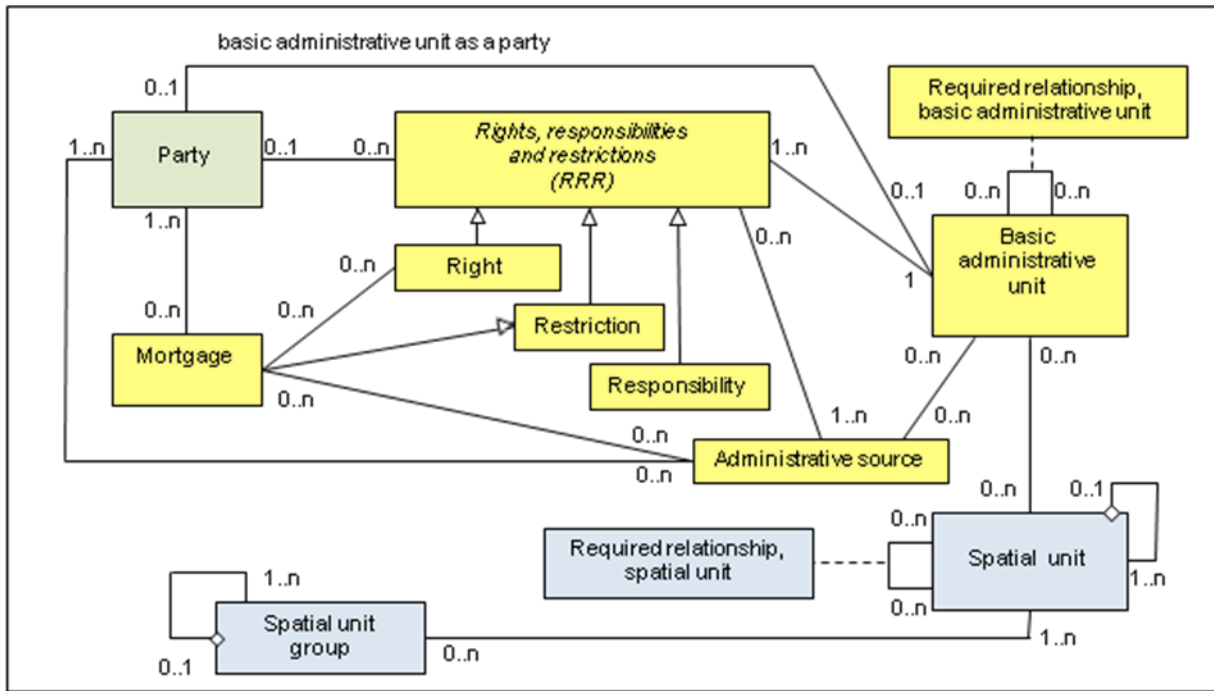 basic administrative unit as a party
0..1
Required relationship,
basic administrative unit
1..n
Party
0..1
0..n
Rights, responsibilities
and restrictions
(RRR)
1..n
0..n
0..n
0..1
1..n
0..n
Basic
administrative
unit
1
0..n
Right
0..n
0..n
Restriction
Mortgage
0..n
Responsibility
0..n
0..n
1..n
0..n
0..n
Administrative source
0..n
0..n
0..1
0..n
Required relationship,
spatial unit
Spatial unit
1..n
0..n
1..n
Spatial unit
group
0..1
0..n
1..n